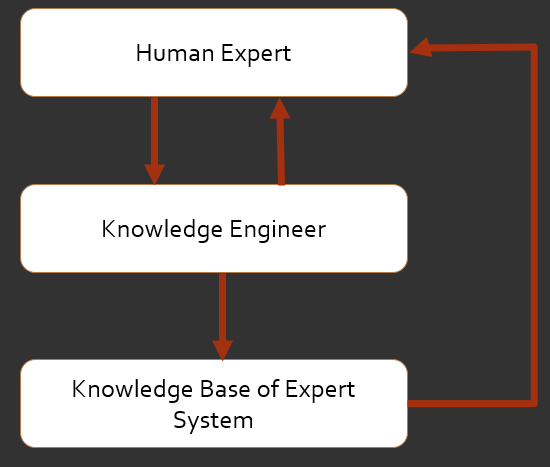 Human Expert
Knowledge Engineer
Knowledge Base of Expert
System